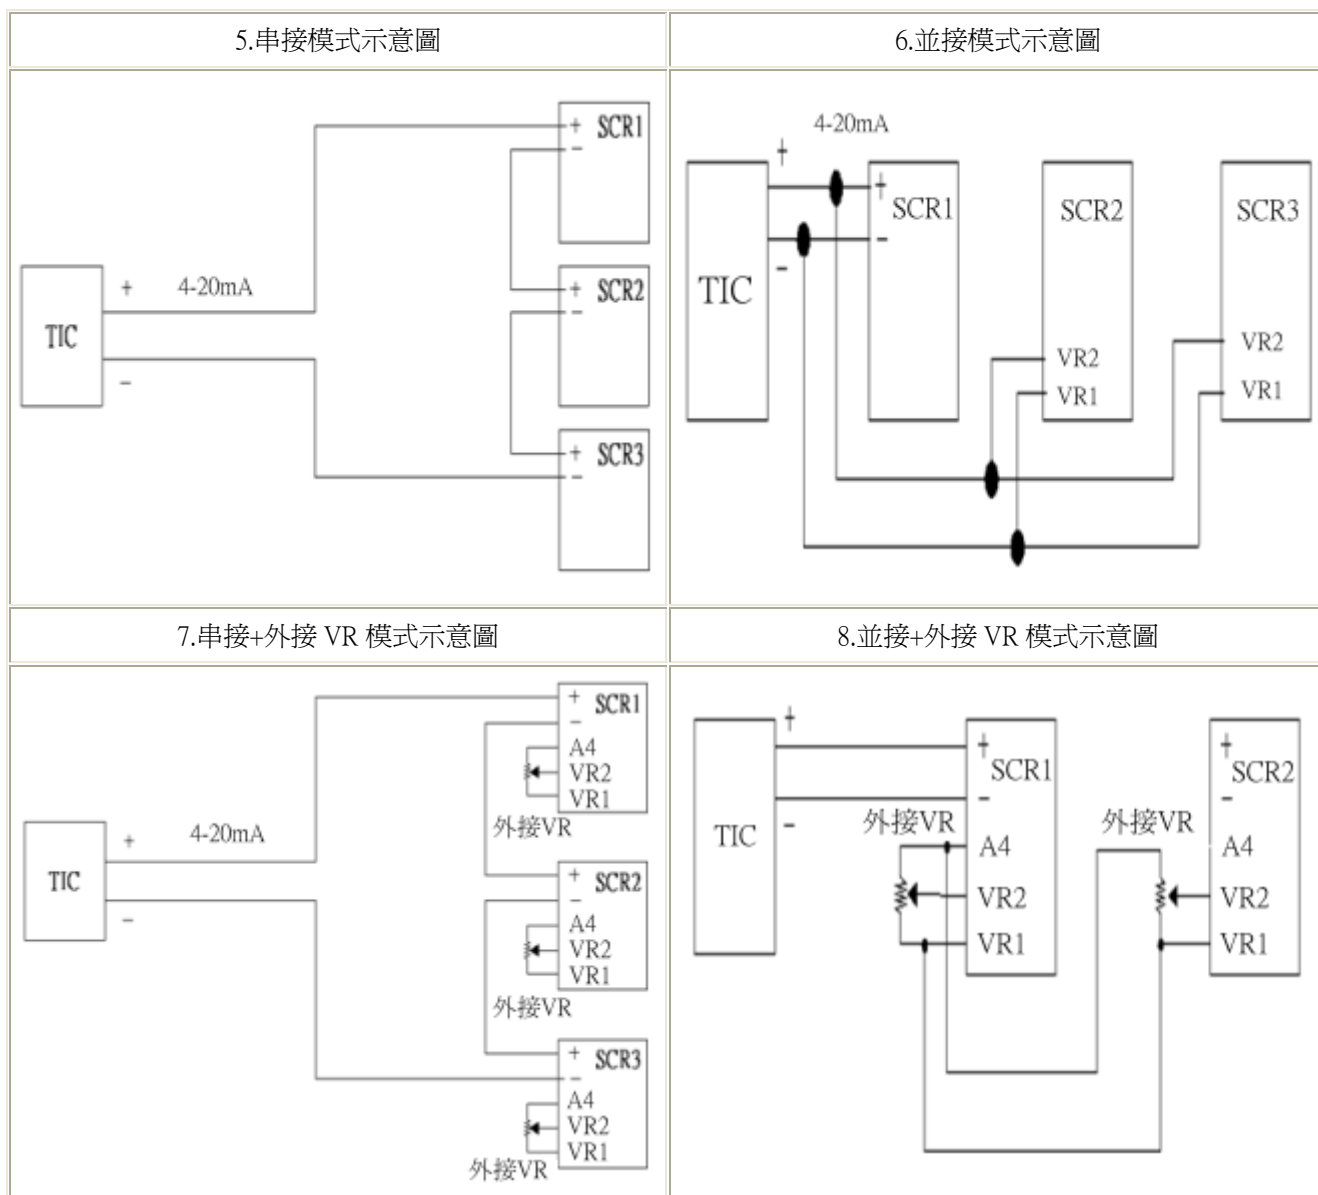 5.串接模式示意圖
6.並接模式示意圖
+ SCR1
−
+ 4-20mA
TIC
−
+ SCR2
−
+ SCR3
−
4-20mA
+
+
SCR1
SCR2
SCR3
−
−
TIC
VR2
VR1
VR2
VR1
7.串接+外接 VR 模式示意圖
8.並接+外接 VR 模式示意圖
+ SCR1
−
A4
VR2
VR1
外接VR
+ 4-20mA
TIC
−
+ SCR2
−
A4
VR2
VR1
外接VR
+ SCR3
−
A4
VR2
VR1
外接VR
+
+
SCR1
−
−
TIC
外接VR
A4
VR2
VR1
+
SCR2
−
外接VR
A4
VR2
VR1